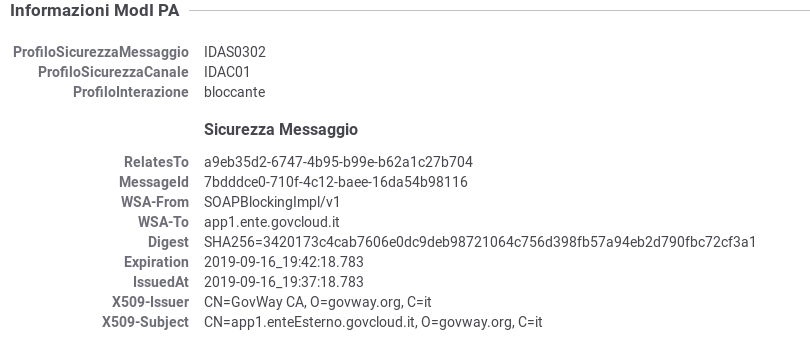 Informazioni ModI PA
ProfiloSicurezzaMessaggio IDAS0302
ProfiloSicurezzaCanale IDAC01
ProfiloInterazione bloccante
Sicurezza Messaggio
RelatesTo a9eb35d2-6747-4b95-b99e-b62a1c27b704
MessageId 7bdddce0-710f-4c12-baee-16da54b98116
WSA-From SOAPBlockingImpl/v1
WSA-To app1.ente.govcloud.it
Digest SHA256=3420173c4cab7606e0dc9deb98721064c756d398fb57a94eb2d790fbc72cf3a1
Expiration 2019-09-16_19:42:18.783
IssuedAt 2019-09-16_19:37:18.783
X509-Issuer CN=GovWay CA, O=govway.org, C=it
X509-Subject CN=app1.enteEsterno.govcloud.it, O=govway.org, C=it